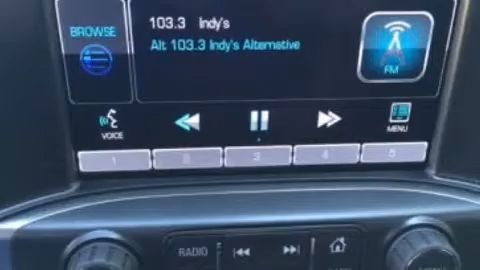 BROWSE
103.3 Indy's
Alt 103.3 Indy's Alternative
FM
VOICE
MENU
1 2 3 4 5
RADIO